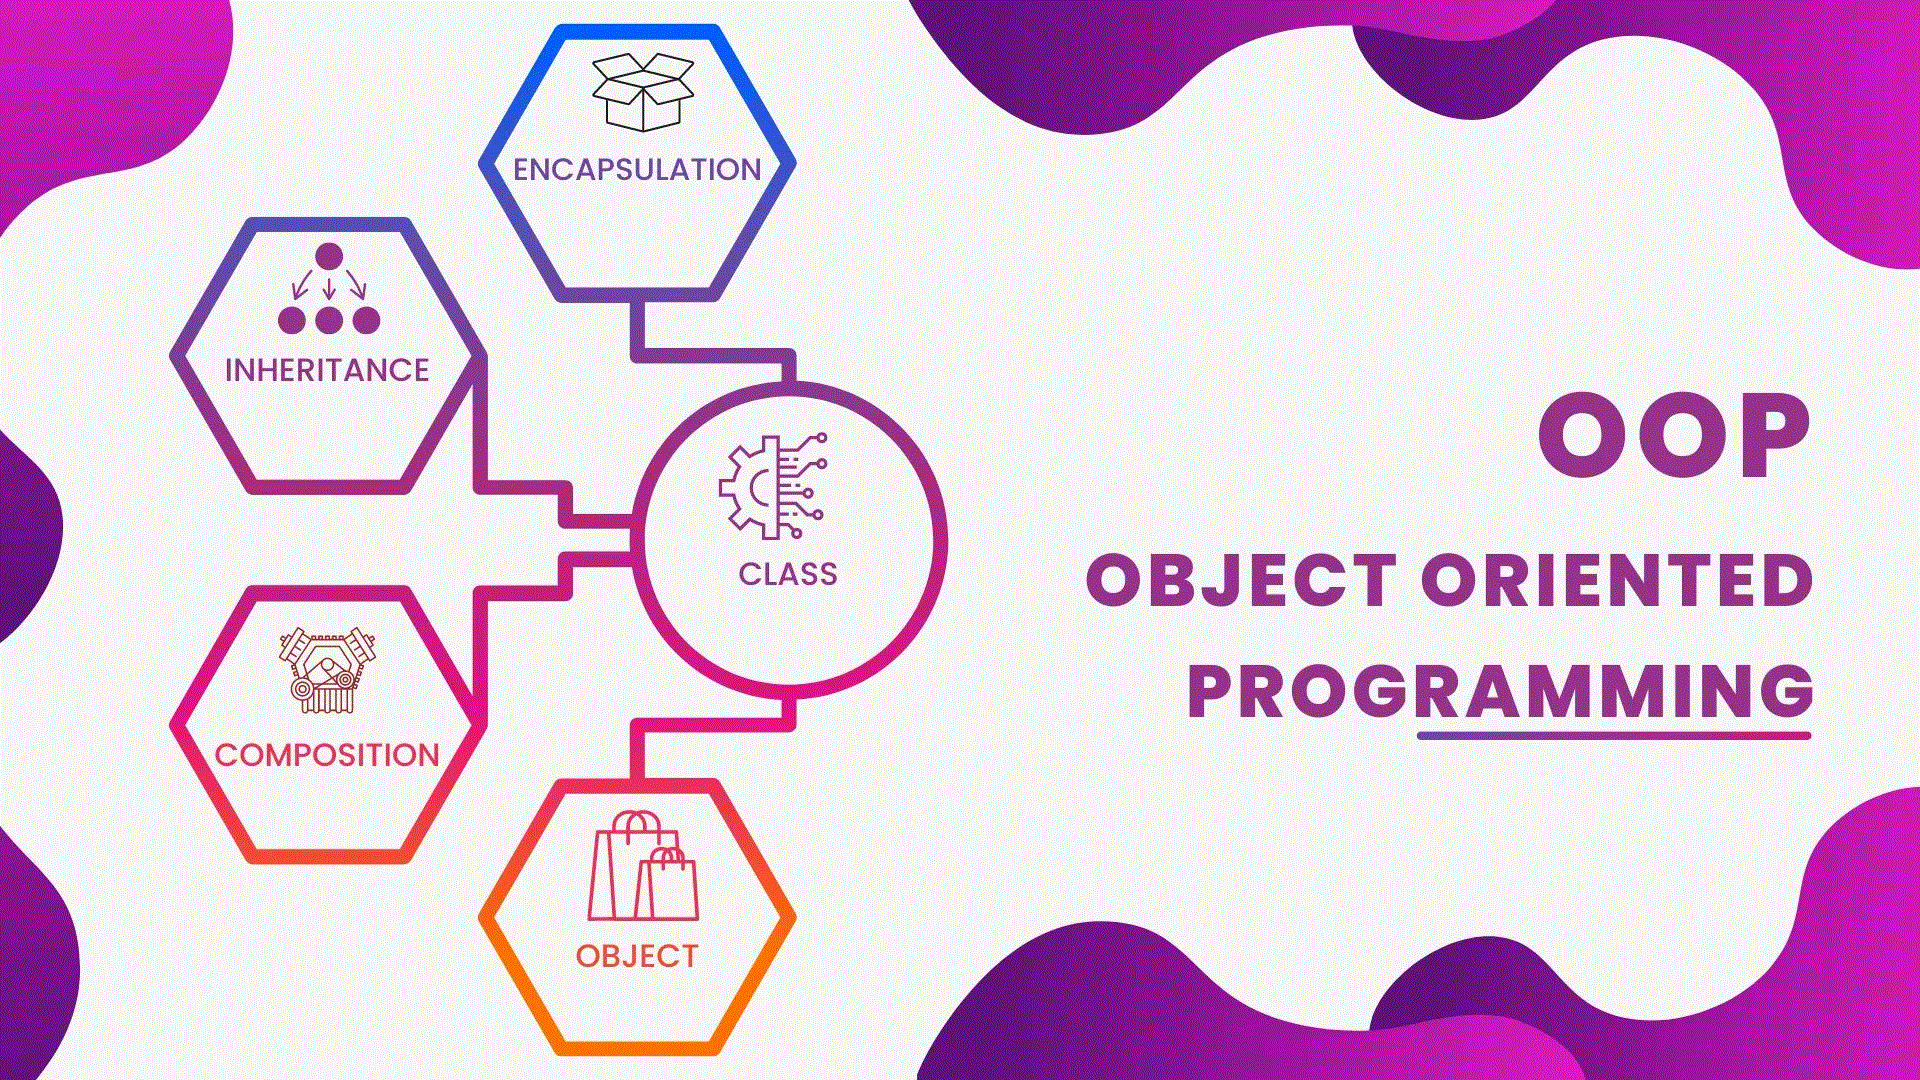 ENCAPSULATION
INHERITANCE
CLASS
COMPOSITION
OBJECT
OOP
OBJECT ORIENTED
PROGRAMMING